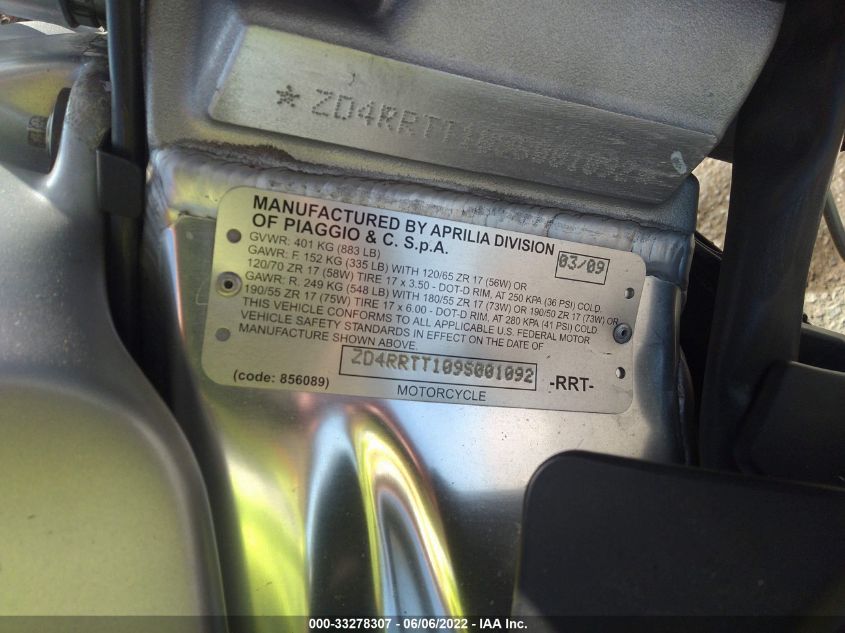 * ZD4RRTT109S001092
MANUFACTURED BY APRILIA DIVISION
OF PIAGGIO & C. S.p.A.
03/09
GVWR: 401 KG (883 LB)
GAWR: F. 152 KG (335 LB) WITH 120/65 ZR 17 (56W) OR
120/70 ZR 17 (58W) TIRE 17 x 3.50 - DOT-D RIM, AT 250 KPA (36 PSI) COLD
GAWR: R. 249 KG (548 LB) WITH 180/55 ZR 17 (73W) OR 190/50 ZR 17 (73W) OR
190/55 ZR 17 (75W) TIRE 17 x 6.00 - DOT-D RIM, AT 280 KPA (41 PSI) COLD
THIS VEHICLE CONFORMS TO ALL APPLICABLE U.S. FEDERAL MOTOR
VEHICLE SAFETY STANDARDS IN EFFECT ON THE DATE OF
MANUFACTURE SHOWN ABOVE.
ZD4RRTT109S001092
-RRT-
(code: 856089)
MOTORCYCLE
000-33278307 - 06/06/2022 - IAA Inc.